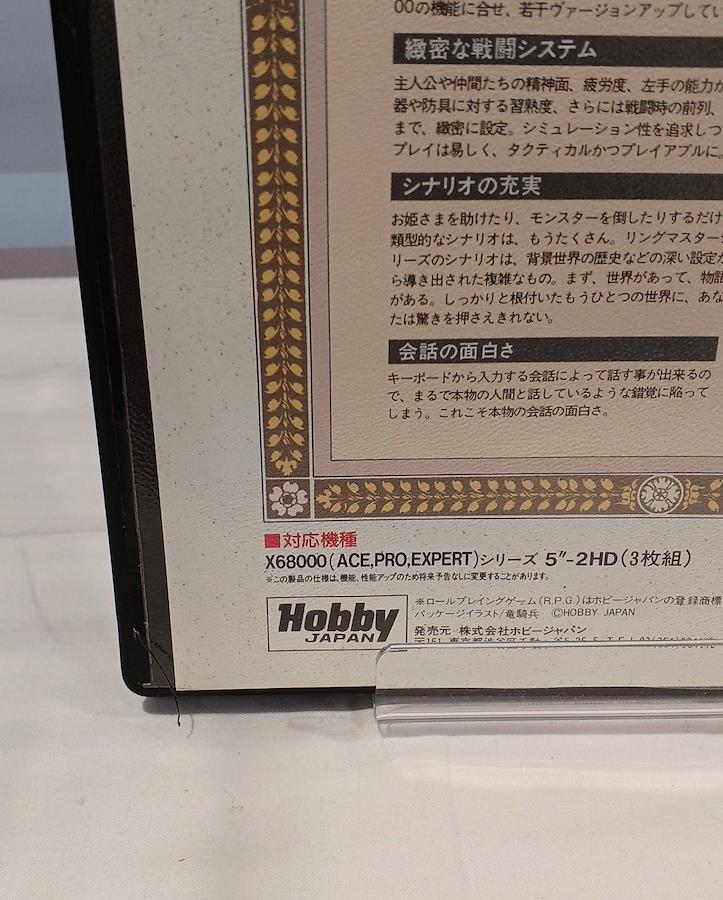 00の機能に合せ、若干ヴァージョンアップしてい
緻密な戦闘システム
主人公や仲間たちの精神面、疲労度、左手の能力か
器や防具に対する習熟度、さらには戦闘時の前列、
まで、緻密に設定。シミュレーション性を追求しつ
プレイは易しく、タクティカルかつプレイアブルに。
シナリオの充実
お姫さまを助けたり、モンスターを倒したりするだけ
類型的なシナリオは、もうたくさん。リングマスター
リーズのシナリオは、背景世界の歴史などの深い設定か
ら導き出された複雑なもの。まず、世界があって、物語
がある。しっかりと根付いたもうひとつの世界に、あな
たは驚きを押さえきれない。
会話の面白さ
キーボードから入力する会話によって話す事が出来るの
で、まるで本物の人間と話しているような錯覚に陥って
しまう。これこそ本物の会話の面白さ。
■対応機種
X68000(ACE,PRO,EXPERT)シリーズ 5″-2HD(3枚組)
※この製品の仕様は、機能、性能アップのため将来予告なしに変更することがあります。
Hobby
JAPAN
※ロールプレイングゲーム(R.P.G.)はホビージャパンの登録商標
パッケージイラスト/竜騎兵 ©HOBBY JAPAN
発売元 株式会社ホビージャパン